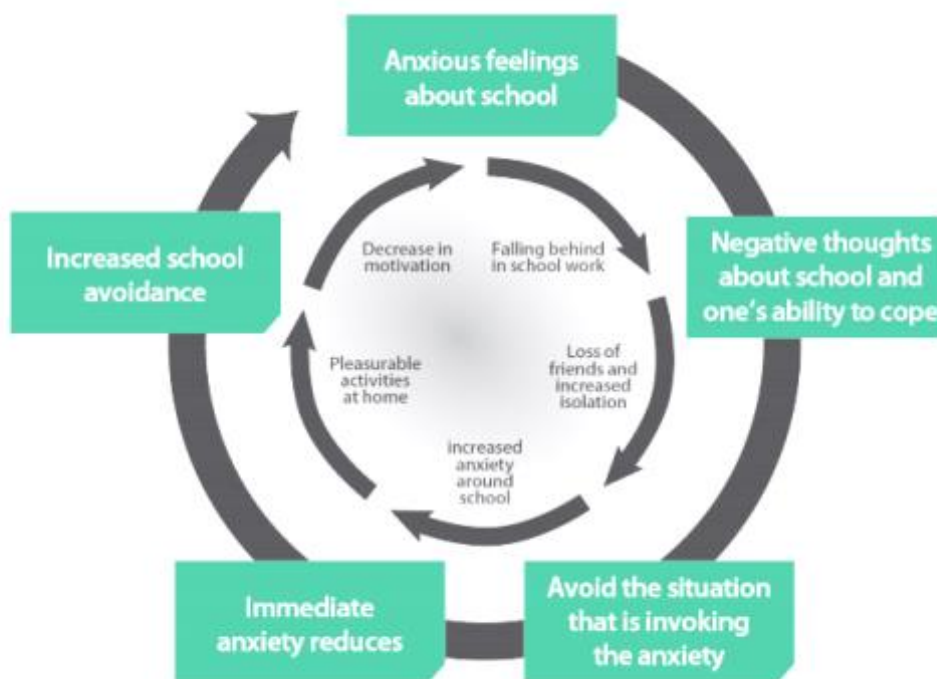 Anxious feelings
about school
Negative thoughts
about school and
one's ability to cope
Avoid the situation
that is invoking
the anxiety
Immediate
anxiety reduces
Increased school
avoidance
Falling behind
in school work
Loss of
friends and
increased
isolation
increased
anxiety
around
school
Pleasurable
activities
at home
Decrease in
motivation